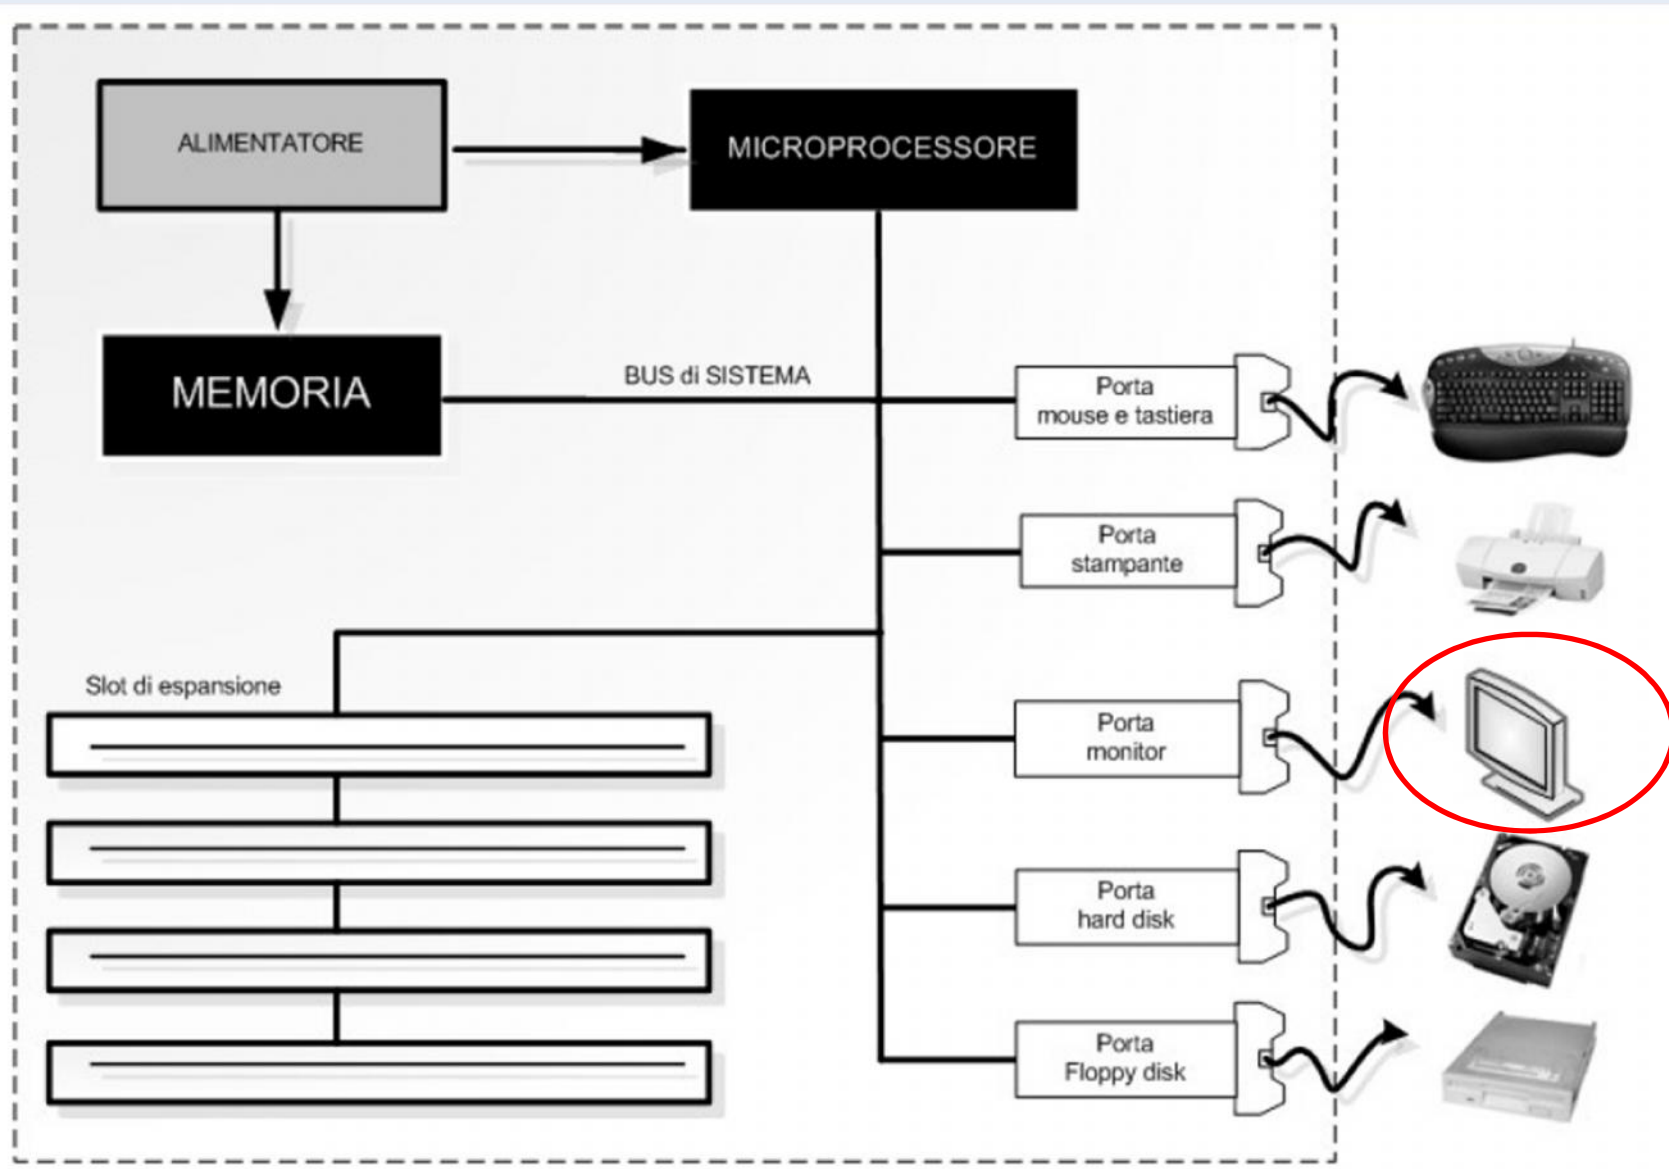 ALIMENTATORE
MICROPROCESSORE
MEMORIA
BUS di SISTEMA
Porta
mouse e tastiera
Porta
stampante
Slot di espansione
Porta
monitor
Porta
hard disk
Porta
Floppy disk